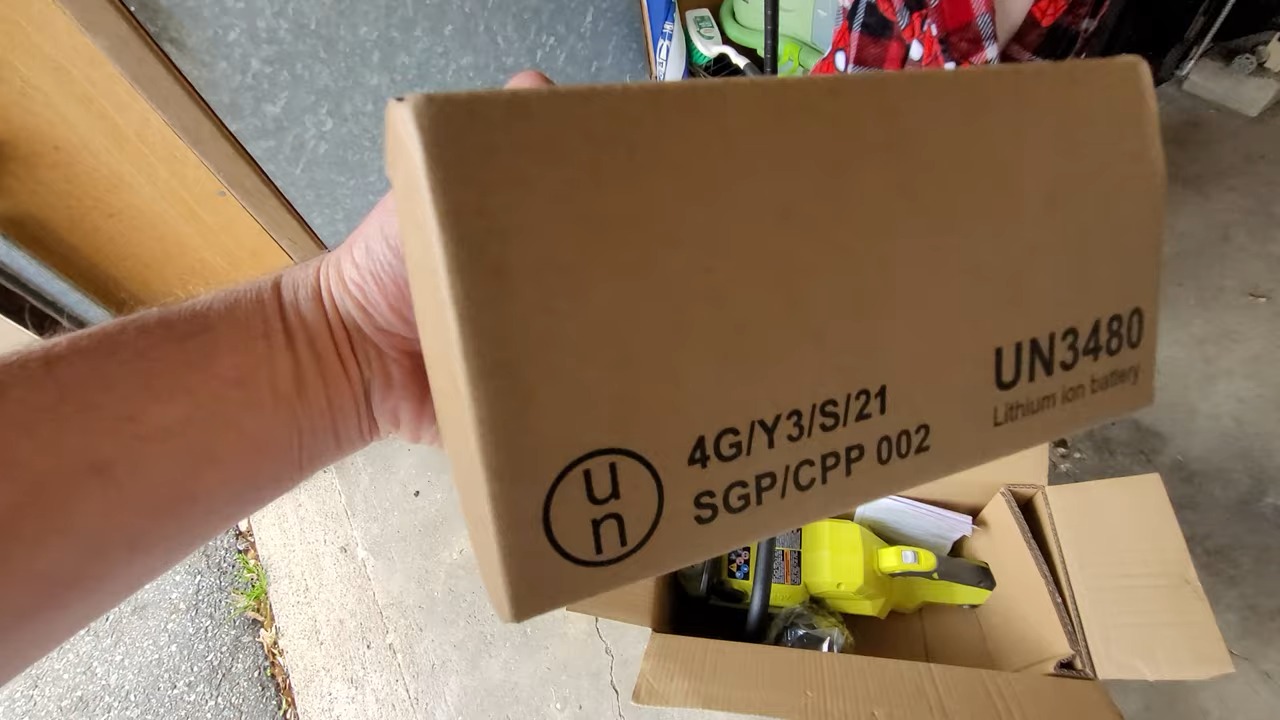 un
4G/Y3/S/21
SGP/CPP 002
UN3480
Lithium ion battery